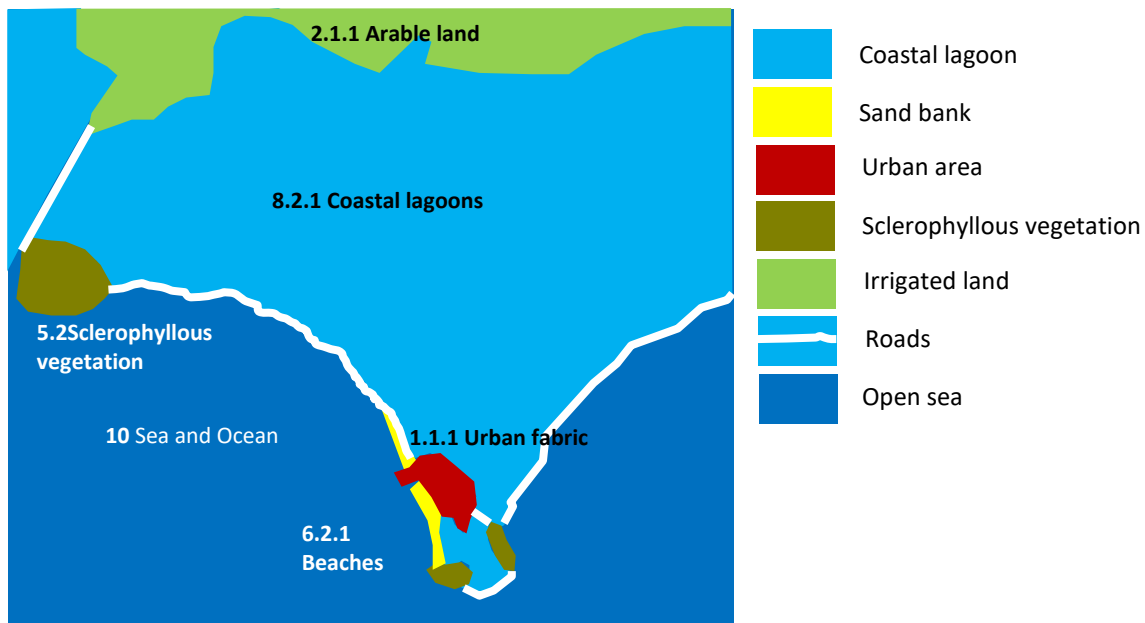 2.1.1 Arable land
8.2.1 Coastal lagoons
5.2Sclerophyllous
vegetation
10 Sea and Ocean
1.1.1 Urban fabric
6.2.1
Beaches
Coastal lagoon
Sand bank
Urban area
Sclerophyllous vegetation
Irrigated land
Roads
Open sea